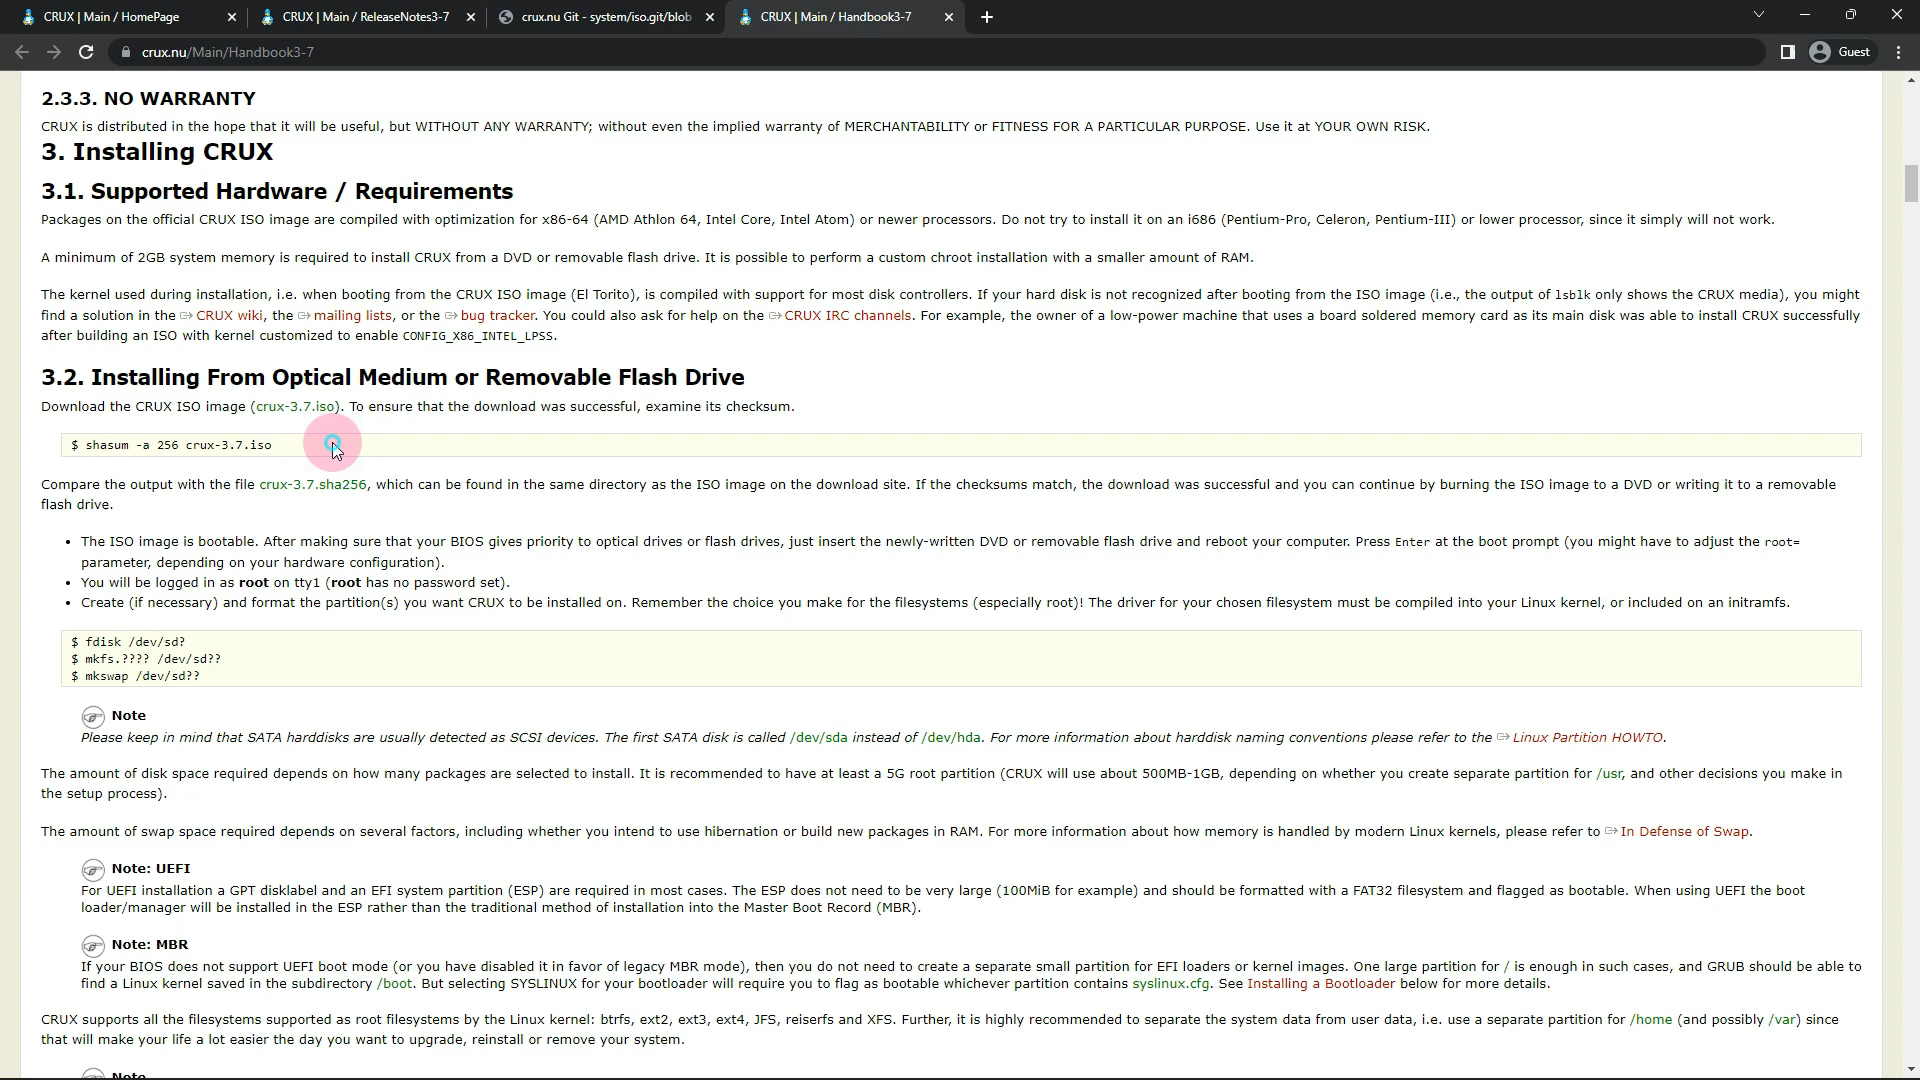 CRUX | Main / HomePage
CRUX | Main / ReleaseNotes3-7
crux.nu Git - system/iso.git/blob
CRUX | Main / Handbook3-7
crux.nu/Main/Handbook3-7
Guest
2.3.3. NO WARRANTY
CRUX is distributed in the hope that it will be useful, but WITHOUT ANY WARRANTY; without even the implied warranty of MERCHANTABILITY or FITNESS FOR A PARTICULAR PURPOSE. Use it at YOUR OWN RISK.
3. Installing CRUX
3.1. Supported Hardware / Requirements
Packages on the official CRUX ISO image are compiled with optimization for x86-64 (AMD Athlon 64, Intel Core, Intel Atom) or newer processors. Do not try to install it on an i686 (Pentium-Pro, Celeron, Pentium-III) or lower processor, since it simply will not work.
A minimum of 2GB system memory is required to install CRUX from a DVD or removable flash drive. It is possible to perform a custom chroot installation with a smaller amount of RAM.
The kernel used during installation, i.e. when booting from the CRUX ISO image (El Torito), is compiled with support for most disk controllers. If your hard disk is not recognized after booting from the ISO image (i.e., the output of lsblk only shows the CRUX media), you might
find a solution in the CRUX wiki, the mailing lists, or the bug tracker. You could also ask for help on the CRUX IRC channels. For example, the owner of a low-power machine that uses a board soldered memory card as its main disk was able to install CRUX successfully
after building an ISO with kernel customized to enable CONFIG_X86_INTEL_LPSS.
3.2. Installing From Optical Medium or Removable Flash Drive
Download the CRUX ISO image (crux-3.7.iso). To ensure that the download was successful, examine its checksum.
$ shasum -a 256 crux-3.7.iso
Compare the output with the file crux-3.7.sha256, which can be found in the same directory as the ISO image on the download site. If the checksums match, the download was successful and you can continue by burning the ISO image to a DVD or writing it to a removable
flash drive.
• The ISO image is bootable. After making sure that your BIOS gives priority to optical drives or flash drives, just insert the newly-written DVD or removable flash drive and reboot your computer. Press Enter at the boot prompt (you might have to adjust the root=
parameter, depending on your hardware configuration).
• You will be logged in as root on tty1 (root has no password set).
• Create (if necessary) and format the partition(s) you want CRUX to be installed on. Remember the choice you make for the filesystems (especially root)! The driver for your chosen filesystem must be compiled into your Linux kernel, or included on an initramfs.
$ fdisk /dev/sd?
$ mkfs.???? /dev/sd??
$ mkswap /dev/sd??
Note
Please keep in mind that SATA harddisks are usually detected as SCSI devices. The first SATA disk is called /dev/sda instead of /dev/hda. For more information about harddisk naming conventions please refer to the Linux Partition HOWTO.
The amount of disk space required depends on how many packages are selected to install. It is recommended to have at least a 5G root partition (CRUX will use about 500MB-1GB, depending on whether you create separate partition for /usr, and other decisions you make in
the setup process).
The amount of swap space required depends on several factors, including whether you intend to use hibernation or build new packages in RAM. For more information about how memory is handled by modern Linux kernels, please refer to In Defense of Swap.
Note: UEFI
For UEFI installation a GPT disklabel and an EFI system partition (ESP) are required in most cases. The ESP does not need to be very large (100MiB for example) and should be formatted with a FAT32 filesystem and flagged as bootable. When using UEFI the boot
loader/manager will be installed in the ESP rather than the traditional method of installation into the Master Boot Record (MBR).
Note: MBR
If your BIOS does not support UEFI boot mode (or you have disabled it in favor of legacy MBR mode), then you do not need to create a separate small partition for EFI loaders or kernel images. One large partition for / is enough in such cases, and GRUB should be able to
find a Linux kernel saved in the subdirectory /boot. But selecting SYSLINUX for your bootloader will require you to flag as bootable whichever partition contains syslinux.cfg. See Installing a Bootloader below for more details.
CRUX supports all the filesystems supported as root filesystems by the Linux kernel: btrfs, ext2, ext3, ext4, JFS, reiserfs and XFS. Further, it is highly recommended to separate the system data from user data, i.e. use a separate partition for /home (and possibly /var) since
that will make your life a lot easier the day you want to upgrade, reinstall or remove your system.
Note